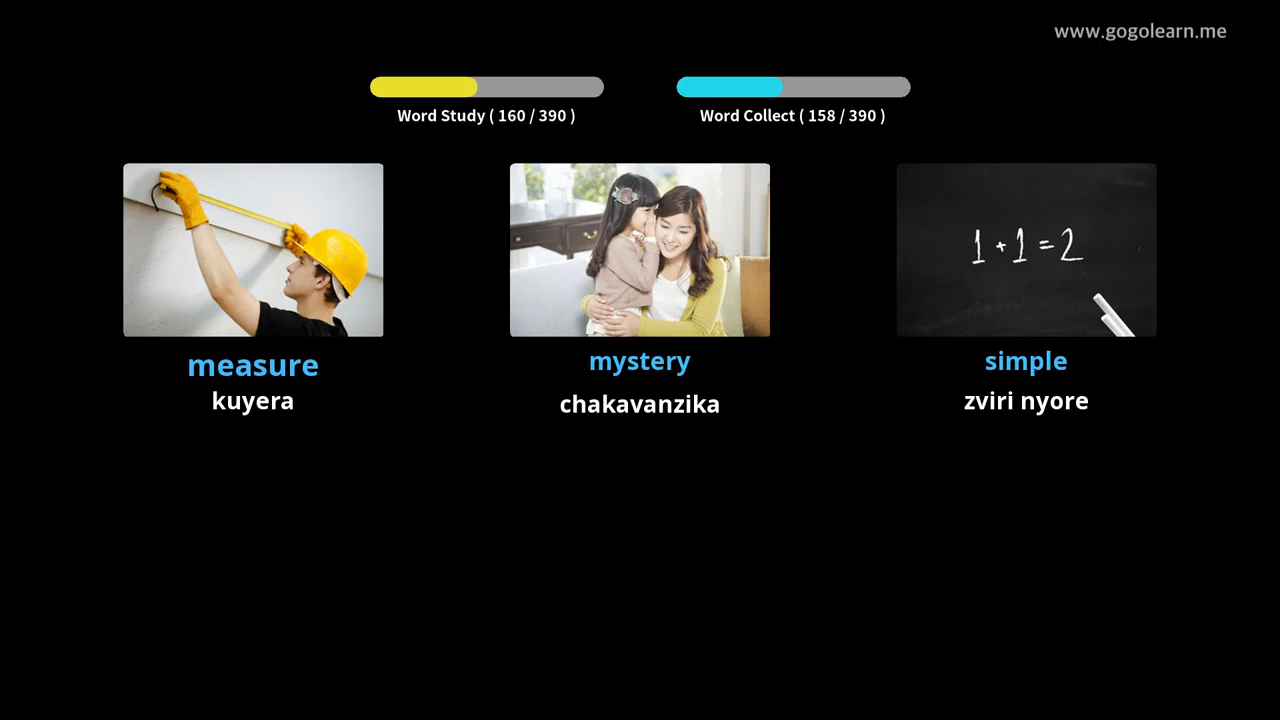 www.gogolearn.me
Word Study ( 160 / 390 )
Word Collect ( 158 / 390 )
1 + 1 = 2
measure
kuyera
mystery
chakavanzika
simple
zviri nyore